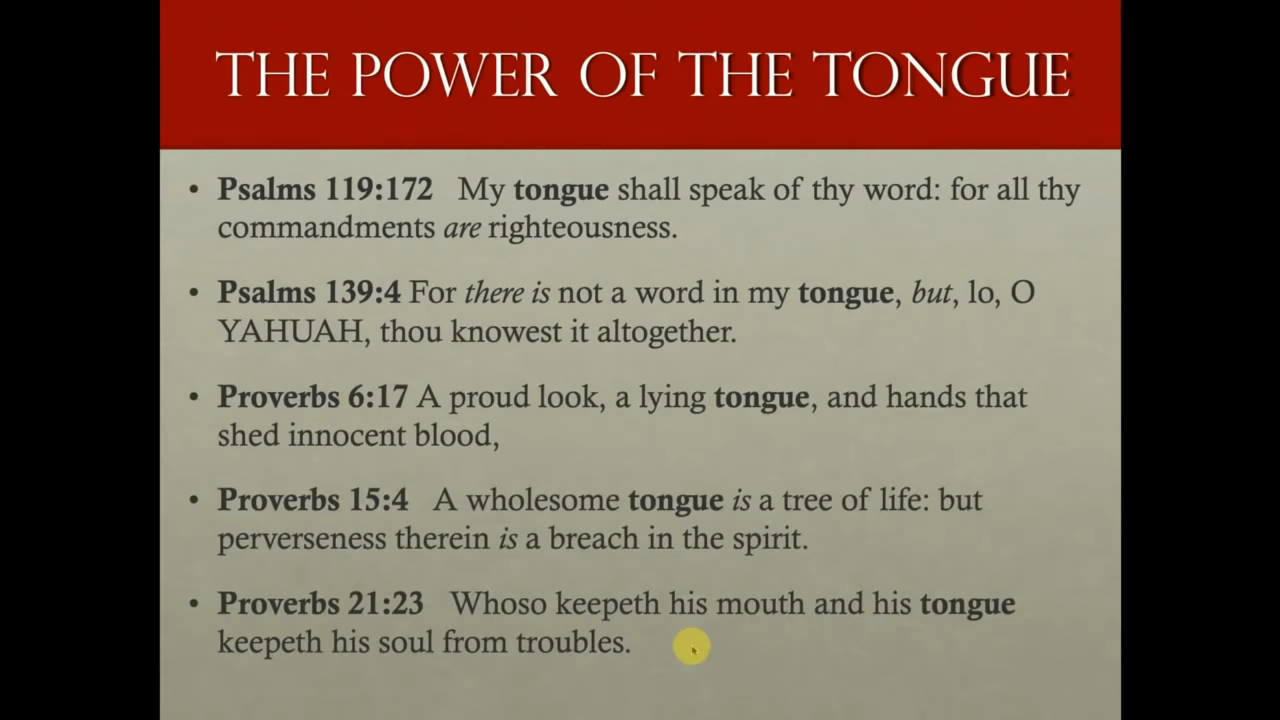 THE POWER OF THE TONGUE
• Psalms 119:172 My tongue shall speak of thy word: for all thy
commandments are righteousness.
• Psalms 139:4 For there is not a word in my tongue, but, lo, O
YAHUAH, thou knowest it altogether.
• Proverbs 6:17 A proud look, a lying tongue, and hands that
shed innocent blood,
• Proverbs 15:4 A wholesome tongue is a tree of life: but
perverseness therein is a breach in the spirit.
• Proverbs 21:23 Whoso keepeth his mouth and his tongue
keepeth his soul from troubles.